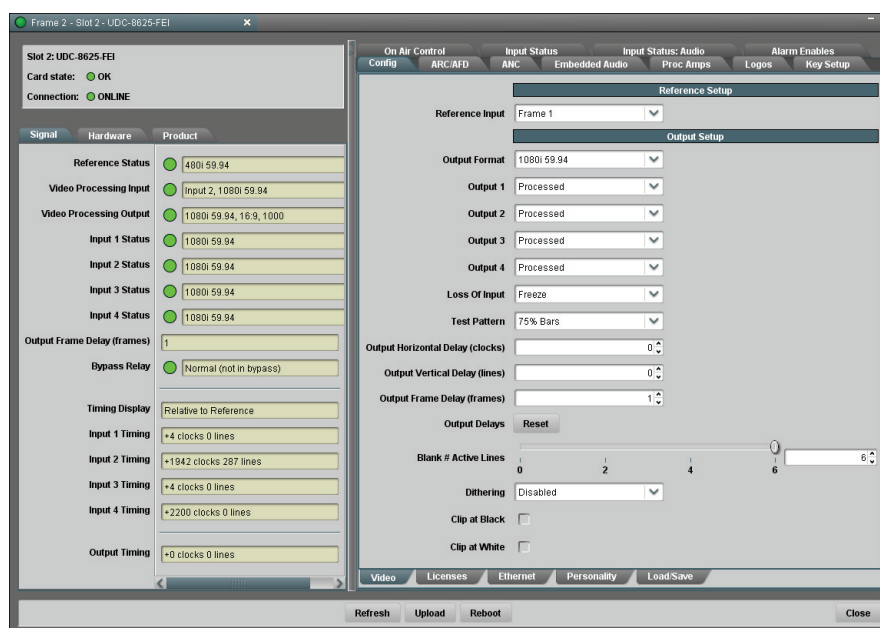 Frame 2 - Slot 2 - UDC-8625-FEI
Slot 2: UDC-8625-FEI
Card state: OK
Connection: ONLINE
Signal Hardware Product
Reference Status 480i 59.94
Video Processing Input Input 2, 1080i 59.94
Video Processing Output 1080i 59.94, 16:9, 1000
Input 1 Status 1080i 59.94
Input 2 Status 1080i 59.94
Input 3 Status 1080i 59.94
Input 4 Status 1080i 59.94
Output Frame Delay (frames) 1
Bypass Relay Normal (not in bypass)
Timing Display Relative to Reference
Input 1 Timing +4 clocks 0 lines
Input 2 Timing +1942 clocks 287 lines
Input 3 Timing +4 clocks 0 lines
Input 4 Timing +2200 clocks 0 lines
Output Timing +0 clocks 0 lines
On Air Control Input Status Input Status: Audio Alarm Enables
Config ARC/AFD ANC Embedded Audio Proc Amps Logos Key Setup
Reference Setup
Reference Input Frame 1
Output Setup
Output Format 1080i 59.94
Output 1 Processed
Output 2 Processed
Output 3 Processed
Output 4 Processed
Loss Of Input Freeze
Test Pattern 75% Bars
Output Horizontal Delay (clocks) 0
Output Vertical Delay (lines) 0
Output Frame Delay (frames) 1
Output Delays Reset
Blank # Active Lines 6
0 2 4 6
Dithering Disabled
Clip at Black
Clip at White
Video Licenses Ethernet Personality Load/Save
Refresh Upload Reboot Close